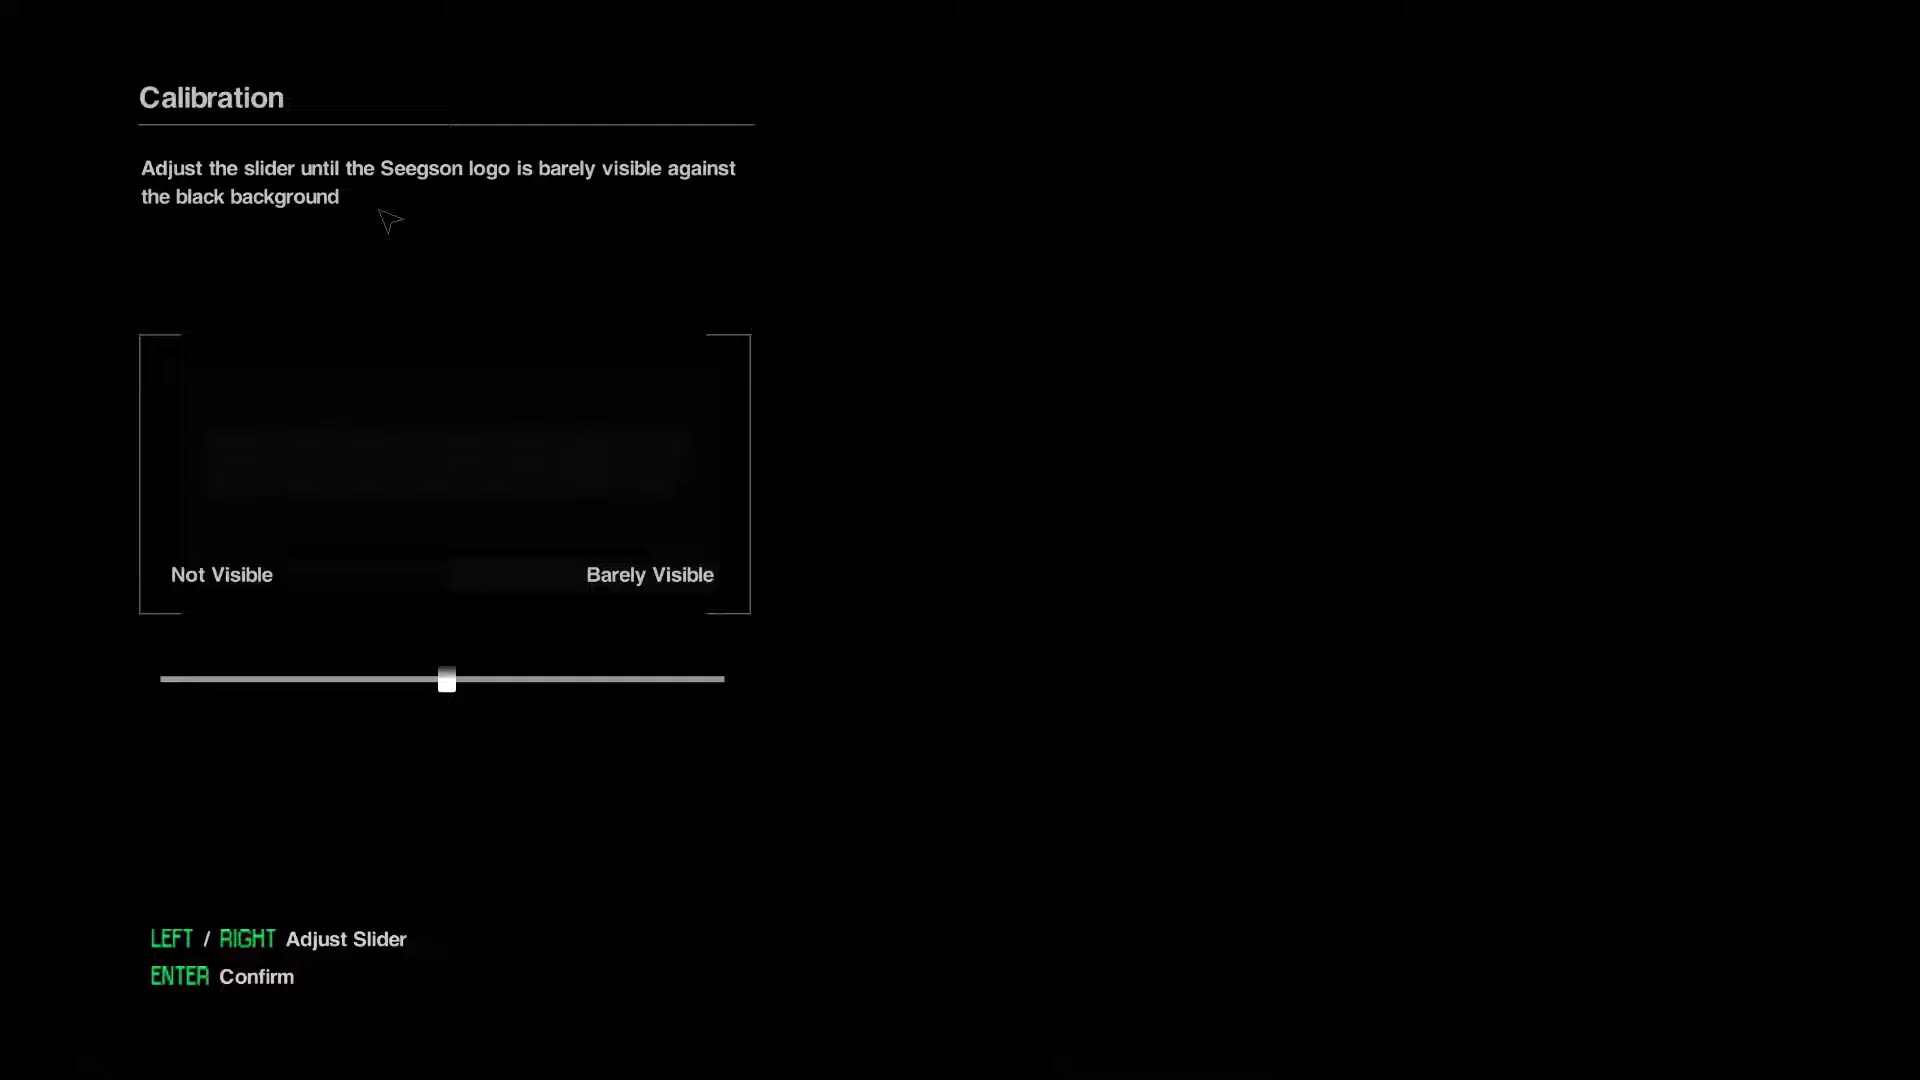 Calibration
Adjust the slider until the Seegson logo is barely visible against
the black background
Not Visible
Barely Visible
LEFT / RIGHT Adjust Slider
ENTER Confirm